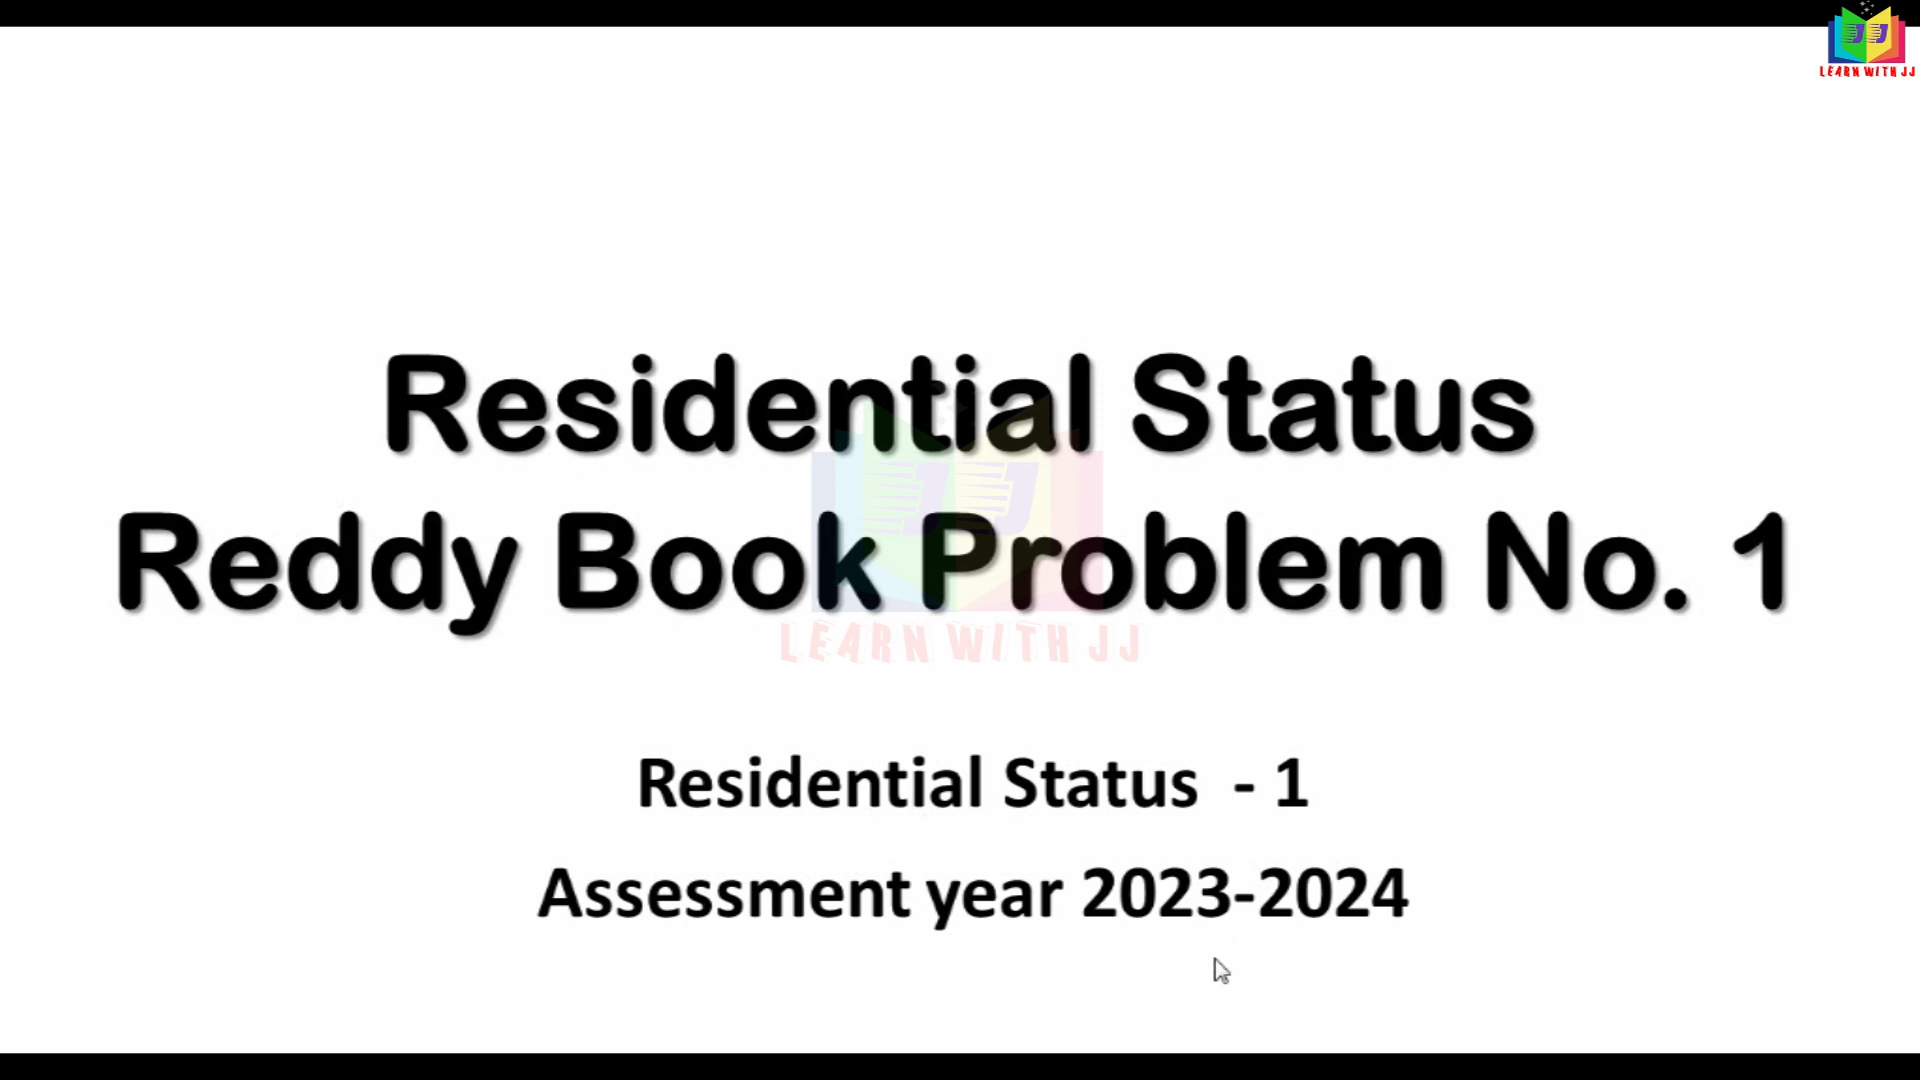 LEARN WITH JJ
Residential Status
Reddy Book Problem No. 1
LEARN WITH JJ
Residential Status - 1
Assessment year 2023-2024